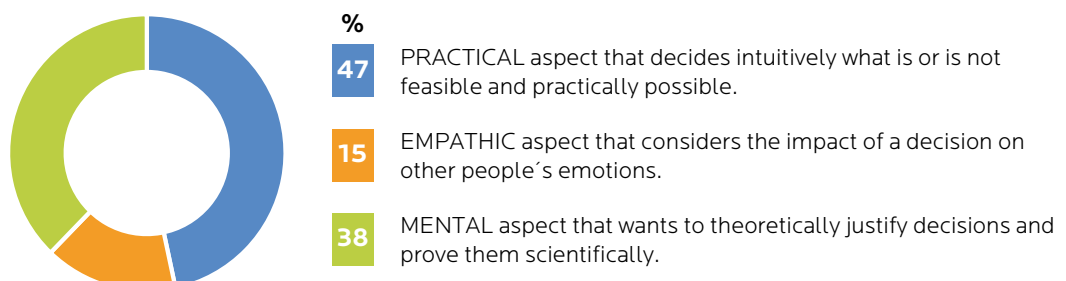 %
47
PRACTICAL aspect that decides intuitively what is or is not
feasible and practically possible.
15
EMPATHIC aspect that considers the impact of a decision on
other people´s emotions.
38
MENTAL aspect that wants to theoretically justify decisions and
prove them scientifically.